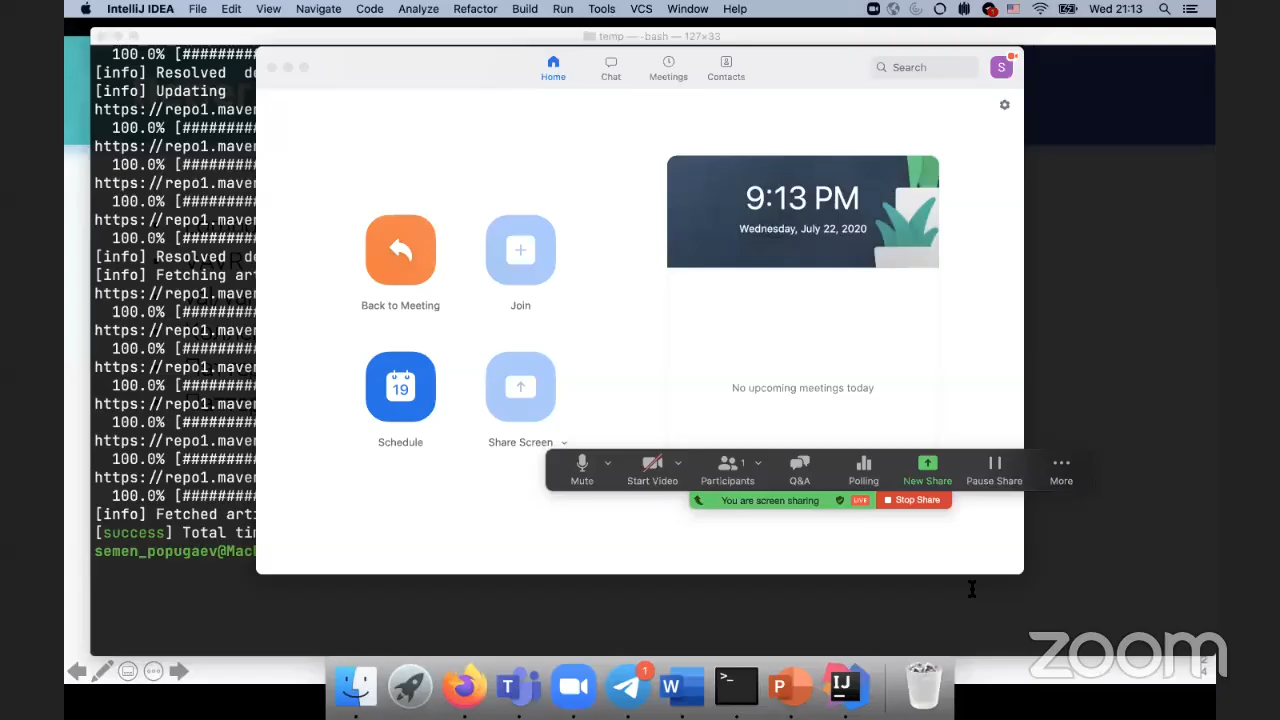 IntelliJ IDEA File Edit View Navigate Code Analyze Refactor Build Run Tools VCS Window Help Wed 21:13
temp — -bash — 127×33
100.0% [#########
[info] Resolved de
[info] Updating
https://repo1.maven
100.0% [#########
https://repo1.maven
100.0% [#########
https://repo1.maven
100.0% [#########
https://repo1.maven
100.0% [#########
[info] Resolved de
[info] Fetching art
https://repo1.maven
100.0% [#########
https://repo1.maven
100.0% [#########
https://repo1.maven
100.0% [#########
https://repo1.maven
100.0% [#########
https://repo1.maven
100.0% [#########
https://repo1.maven
100.0% [#########
[info] Fetched arti
[success] Total tim
semen_popugaev@MacB
Home
Chat
Meetings
Contacts
Search
S
9:13 PM
Wednesday, July 22, 2020
Back to Meeting
Join
19
Schedule
Share Screen
No upcoming meetings today
Mute
Start Video
1
Participants
Q&A
Polling
New Share
Pause Share
More
You are screen sharing
LIVE
Stop Share
T
1
W
>_
P
IJ
zoom